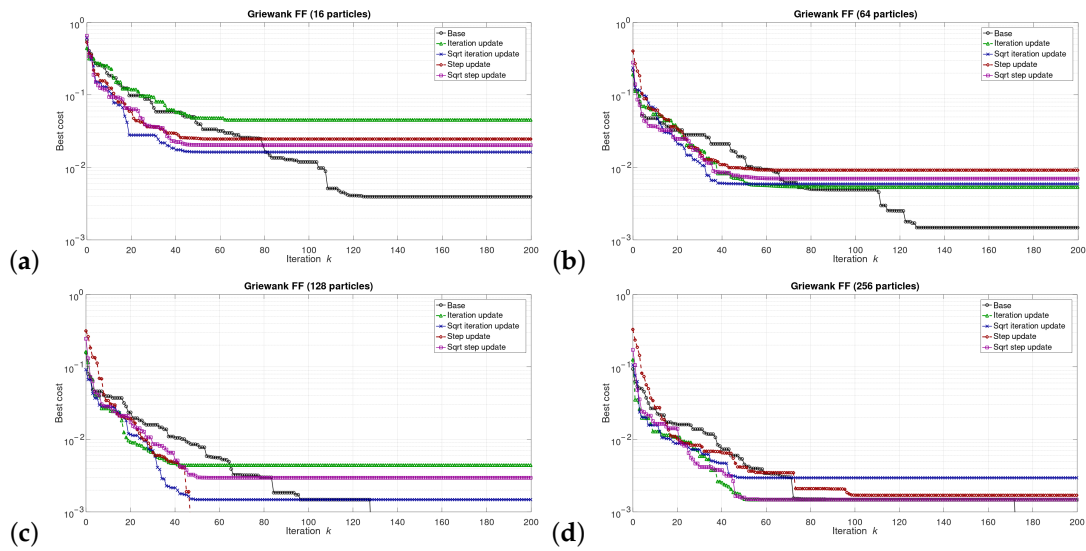 Griewank FF (16 particles)
10^0
10^-1
10^-2
10^-3
Best cost
0 20 40 60 80 100 120 140 160 180 200
Iteration k
Base
Iteration update
Sqrt iteration update
Step update
Sqrt step update
(a)
Griewank FF (64 particles)
10^0
10^-1
10^-2
10^-3
Best cost
0 20 40 60 80 100 120 140 160 180 200
Iteration k
Base
Iteration update
Sqrt iteration update
Step update
Sqrt step update
(b)
Griewank FF (128 particles)
10^0
10^-1
10^-2
10^-3
Best cost
0 20 40 60 80 100 120 140 160 180 200
Iteration k
Base
Iteration update
Sqrt iteration update
Step update
Sqrt step update
(c)
Griewank FF (256 particles)
10^0
10^-1
10^-2
10^-3
Best cost
0 20 40 60 80 100 120 140 160 180 200
Iteration k
Base
Iteration update
Sqrt iteration update
Step update
Sqrt step update
(d)